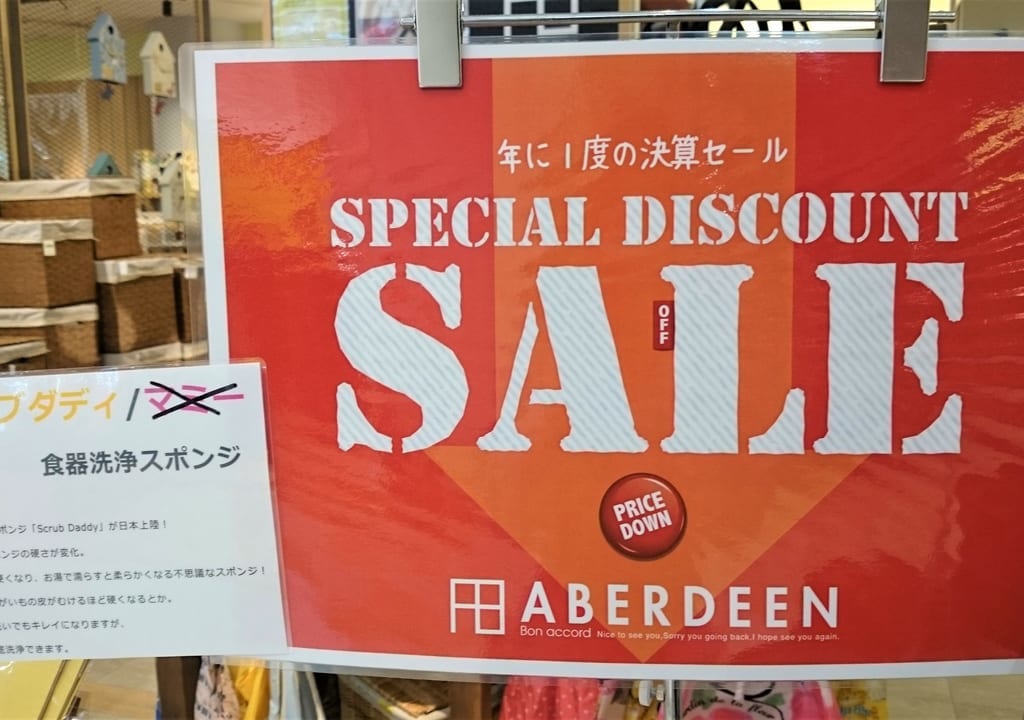 年に1度の決算セール
SPECIAL DISCOUNT
SALE
OFF
PRICE DOWN
ABERDEEN
Bon accord Nice to see you,Sorry you going back.I hope see you again.
ブダディ/マミー
食器洗浄スポンジ
ポンジ「Scrub Daddy」が日本上陸！
ンジの硬さが変化。
硬くなり、お湯で濡らすと柔らかくなる不思議なスポンジ！
がいもの皮がむけるほど硬くなるとか。
洗いでもキレイになりますが、
器洗浄できます。